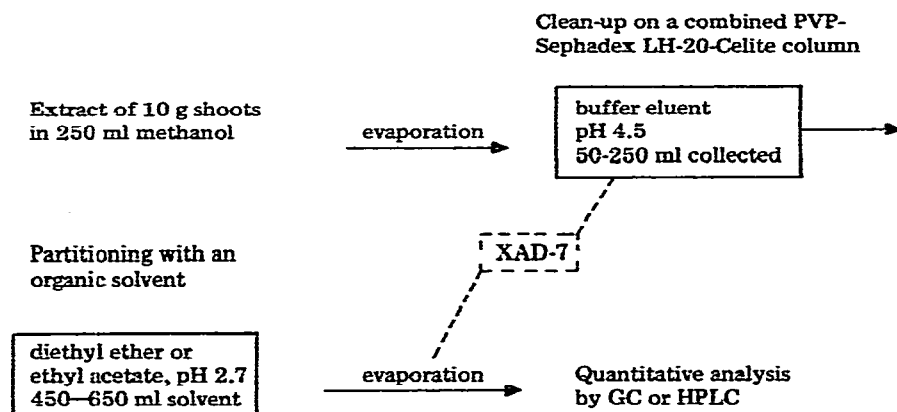 Clean-up on a combined PVP-
Sephadex LH-20-Celite column
Extract of 10 g shoots
in 250 ml methanol
evaporation
buffer eluent
pH 4.5
50-250 ml collected
XAD-7
Partitioning with an
organic solvent
diethyl ether or
ethyl acetate, pH 2.7
450—650 ml solvent
evaporation
Quantitative analysis
by GC or HPLC